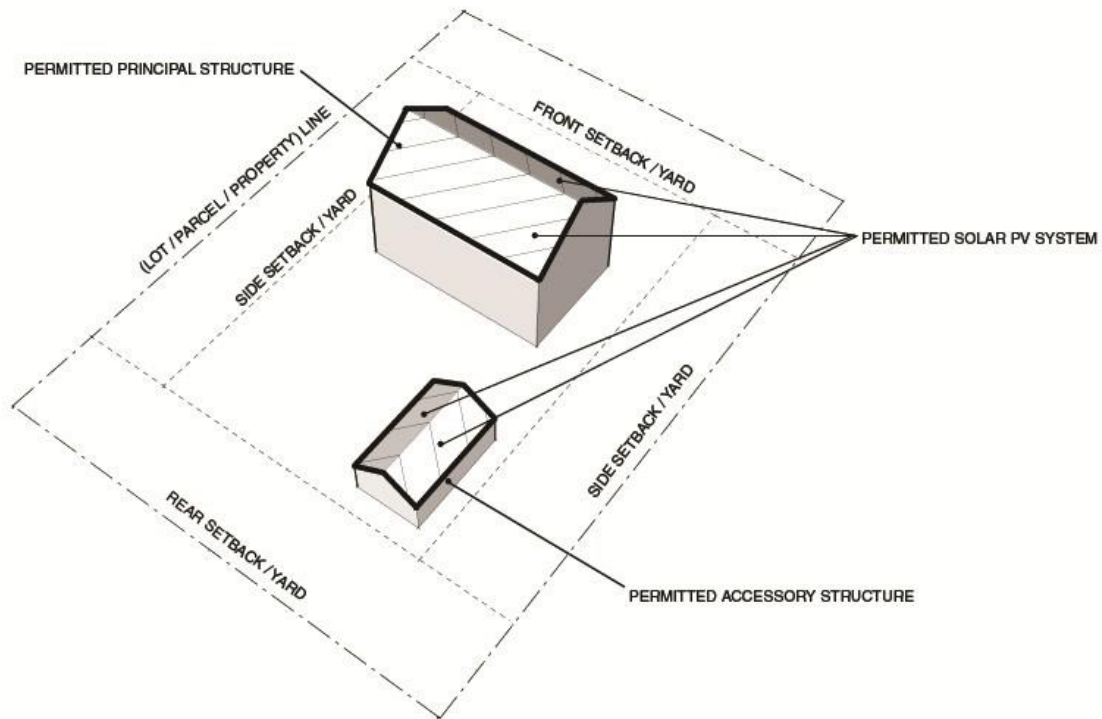 PERMITTED PRINCIPAL STRUCTURE
FRONT SETBACK / YARD
(LOT / PARCEL / PROPERTY) LINE
SIDE SETBACK / YARD
PERMITTED SOLAR PV SYSTEM
SIDE SETBACK / YARD
REAR SETBACK / YARD
PERMITTED ACCESSORY STRUCTURE